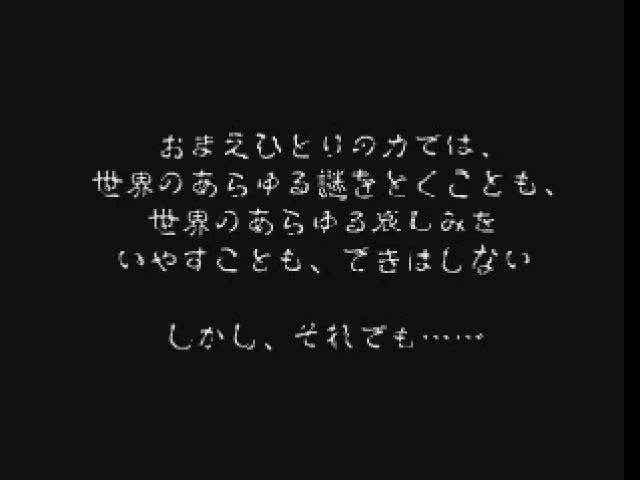 おまえひとりの力では、
世界のあらゆる謎をとくことも、
世界のあらゆる哀しみを
いやすことも、できはしない
しかし、それでも……